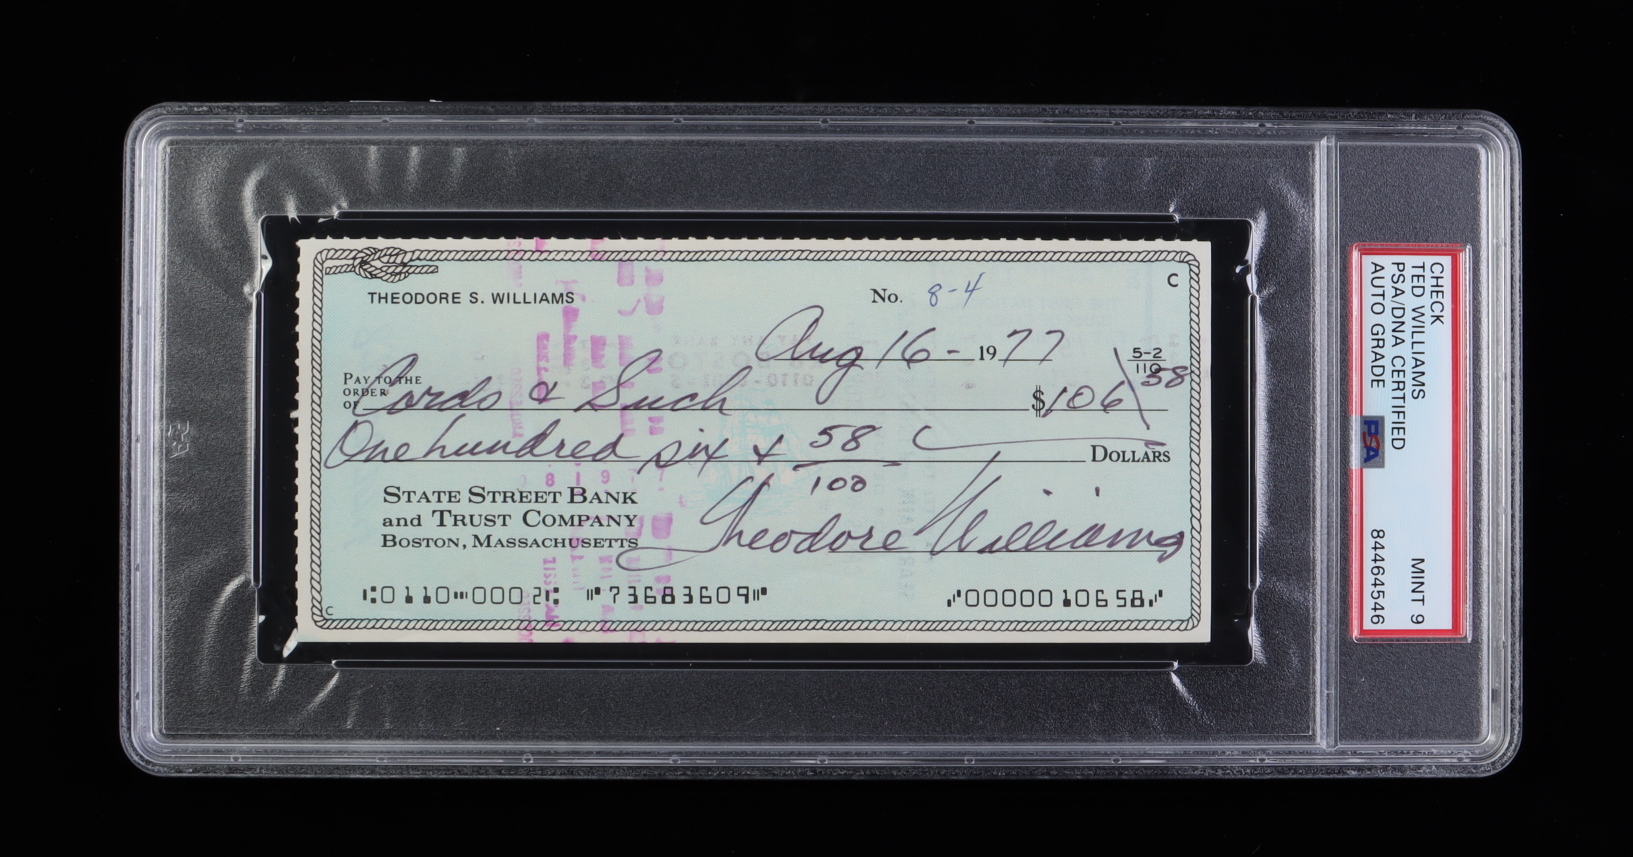 THEODORE S. WILLIAMS
No. 8-4
C
Aug 16 - 1977
5-2
110
PAY TO THE
ORDER
OF Cords & Such $106 58
One hundred six & 58/100 DOLLARS
STATE STREET BANK
and TRUST COMPANY
BOSTON, MASSACHUSETTS
Theodore Williams
⑆0110⑉0002⑆ ⑈73683609⑈ ⑇0000010658⑇
C
CHECK
TED WILLIAMS
PSA/DNA CERTIFIED
AUTO GRADE
MINT 9
84464546
PSA